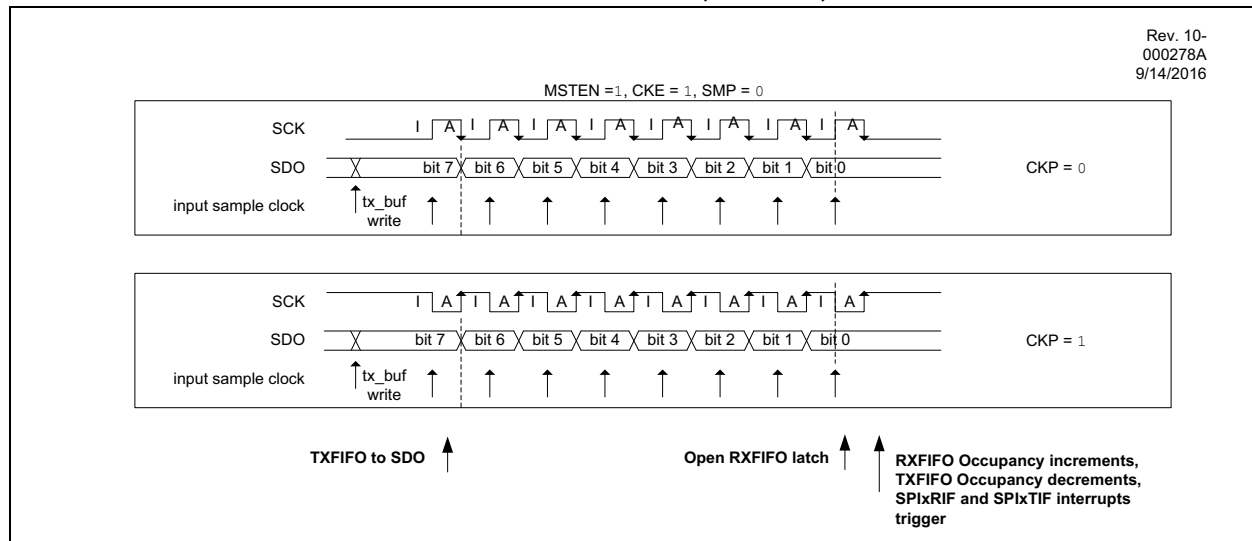 Rev. 10-
000278A
9/14/2016
MSTEN =1, CKE = 1, SMP = 0
SCK I A I A I A I A I A I A I A I A
SDO bit 7 bit 6 bit 5 bit 4 bit 3 bit 2 bit 1 bit 0 CKP = 0
input sample clock tx_buf
write
SCK I A I A I A I A I A I A I A I A
SDO bit 7 bit 6 bit 5 bit 4 bit 3 bit 2 bit 1 bit 0 CKP = 1
input sample clock tx_buf
write
TXFIFO to SDO
Open RXFIFO latch
RXFIFO Occupancy increments,
TXFIFO Occupancy decrements,
SPIxRIF and SPIxTIF interrupts
trigger